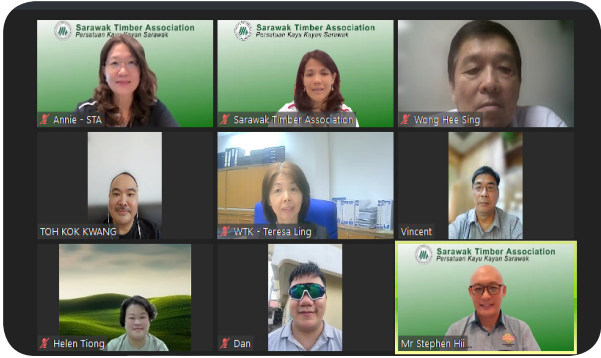 Sarawak Timber Association
Persatuan Kayu Kayan Sarawak
Annie - STA
Sarawak Timber Association
Persatuan Kayu Kayan Sarawak
Sarawak Timber Association
Wong Hee Sing
TOH KOK KWANG
WTK - Teresa Ling
Vincent
Helen Tiong
Dan
Sarawak Timber Association
Persatuan Kayu Kayan Sarawak
Mr Stephen Hii...